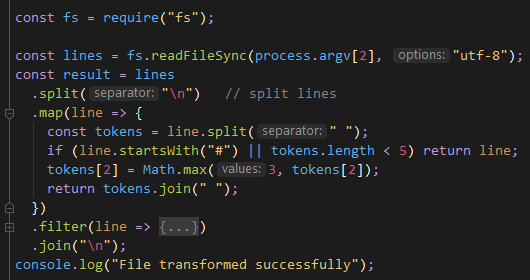 const fs = require("fs");
const lines = fs.readFileSync(process.argv[2], options: "utf-8");
const result = lines
.split( separator: "\n") // split lines
.map(line => {
const tokens = line.split( separator: " ");
if (line.startsWith("#") || tokens.length < 5) return line;
tokens[2] = Math.max( values: 3, tokens[2]);
return tokens.join(" ");
})
.filter(line => {...})
.join("\n");
console.log("File transformed successfully");